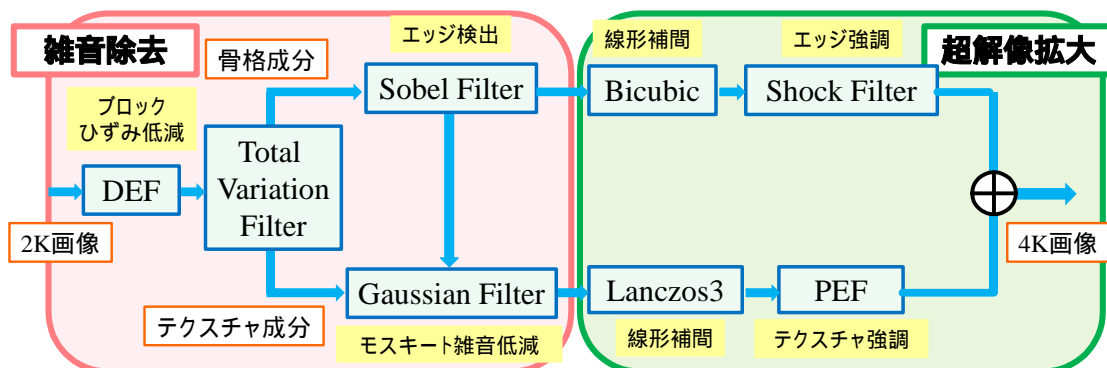 雑音除去
エッジ検出
線形補間
エッジ強調
超解像拡大
骨格成分
Sobel Filter
Bicubic
Shock Filter
ブロック
ひずみ低減
Total
Variation
Filter
DEF
2K画像
4K画像
Gaussian Filter
Lanczos3
PEF
テクスチャ成分
モスキート雑音低減
線形補間
テクスチャ強調